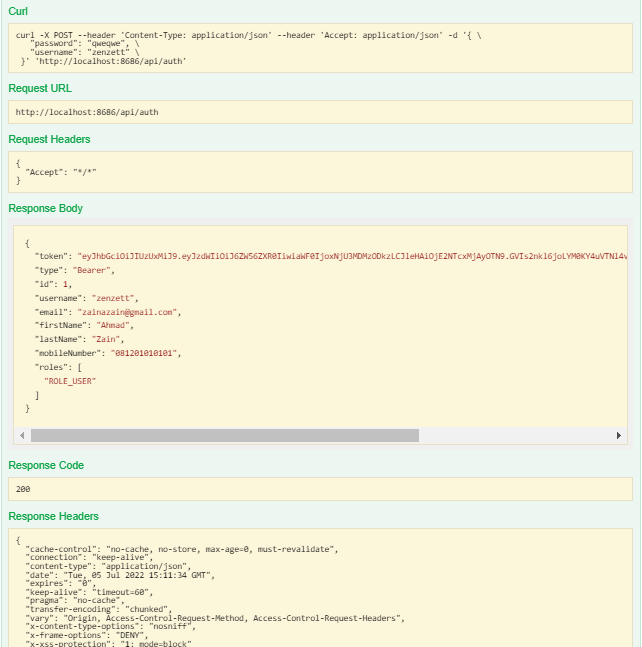 Curl
curl -X POST --header 'Content-Type: application/json' --header 'Accept: application/json' -d '{ \
"password": "qweqwe", \
"username": "zenzett" \
}' 'http://localhost:8686/api/auth'
Request URL
http://localhost:8686/api/auth
Request Headers
{
"Accept": "*/*"
}
Response Body
{
"token": "eyJhbGciOiJIUzUxMiJ9.eyJzdWIiOiJ6ZW56ZXR0IiwiaWF0IjoxNjU3MDMzODkzLCJleHAiOjE2NTcxMjAyOTN9.GVIs2nkl6joLYM0KY4uVTNl4v
"type": "Bearer",
"id": 1,
"username": "zenzett",
"email": "zainazain@gmail.com",
"firstName": "Ahmad",
"lastName": "Zain",
"mobileNumber": "081201010101",
"roles": [
"ROLE_USER"
]
}
Response Code
200
Response Headers
{
"cache-control": "no-cache, no-store, max-age=0, must-revalidate",
"connection": "keep-alive",
"content-type": "application/json",
"date": "Tue, 05 Jul 2022 15:11:34 GMT",
"expires": "0",
"keep-alive": "timeout=60",
"pragma": "no-cache",
"transfer-encoding": "chunked",
"vary": "Origin, Access-Control-Request-Method, Access-Control-Request-Headers",
"x-content-type-options": "nosniff",
"x-frame-options": "DENY",
"x-xss-protection": "1; mode=block"